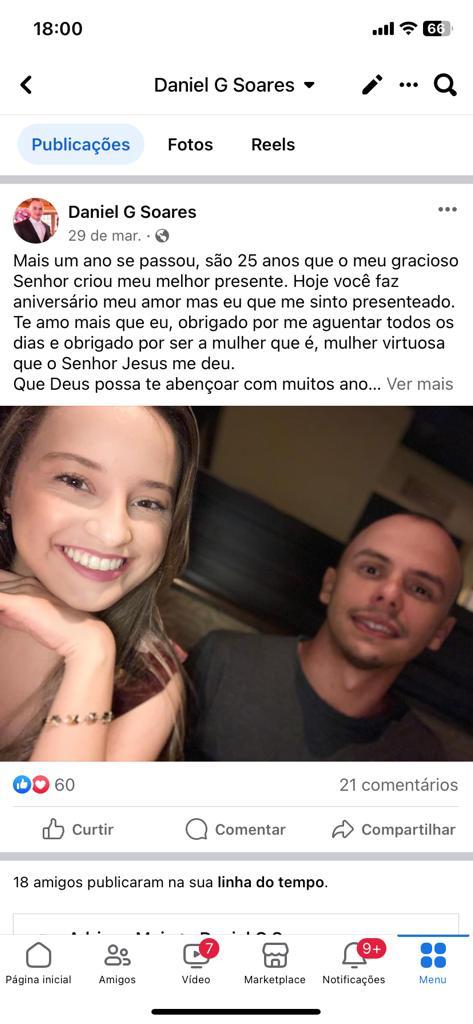 18:00
66
Daniel G Soares
Publicações Fotos Reels
Daniel G Soares
29 de mar. ·
Mais um ano se passou, são 25 anos que o meu gracioso
Senhor criou meu melhor presente. Hoje você faz
aniversário meu amor mas eu que me sinto presenteado.
Te amo mais que eu, obrigado por me aguentar todos os
dias e obrigado por ser a mulher que é, mulher virtuosa
que o Senhor Jesus me deu.
Que Deus possa te abençoar com muitos ano... Ver mais
60 21 comentários
Curtir Comentar Compartilhar
18 amigos publicaram na sua linha do tempo.
7 9+
Página inicial Amigos Vídeo Marketplace Notificações Menu